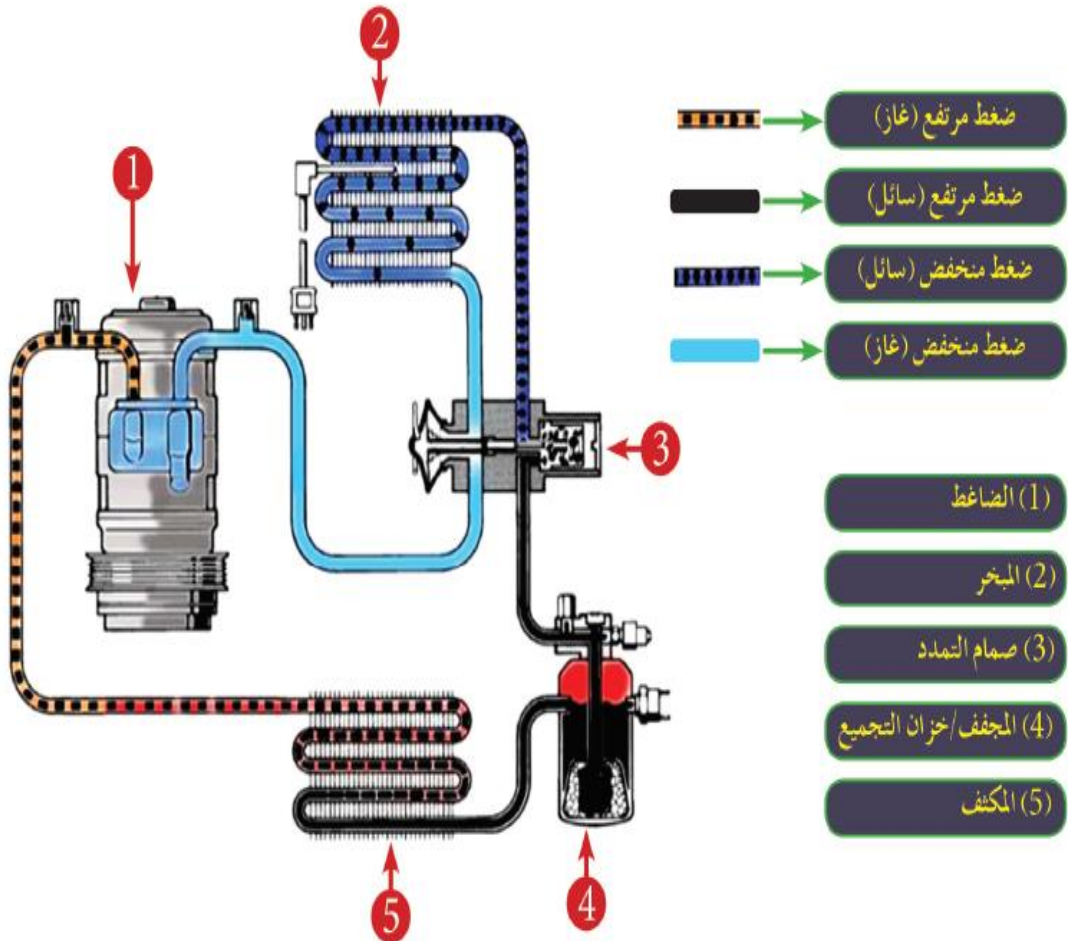 2
ضغط مرتفع (غاز)
1
ضغط مرتفع (سائل)
ضغط منخفض (سائل)
ضغط منخفض (غاز)
3
(1) الضاغط
(2) المبخر
(3) صمام التمدد
(4) المجفف/خزان التجميع
(5) المكثف
5
4